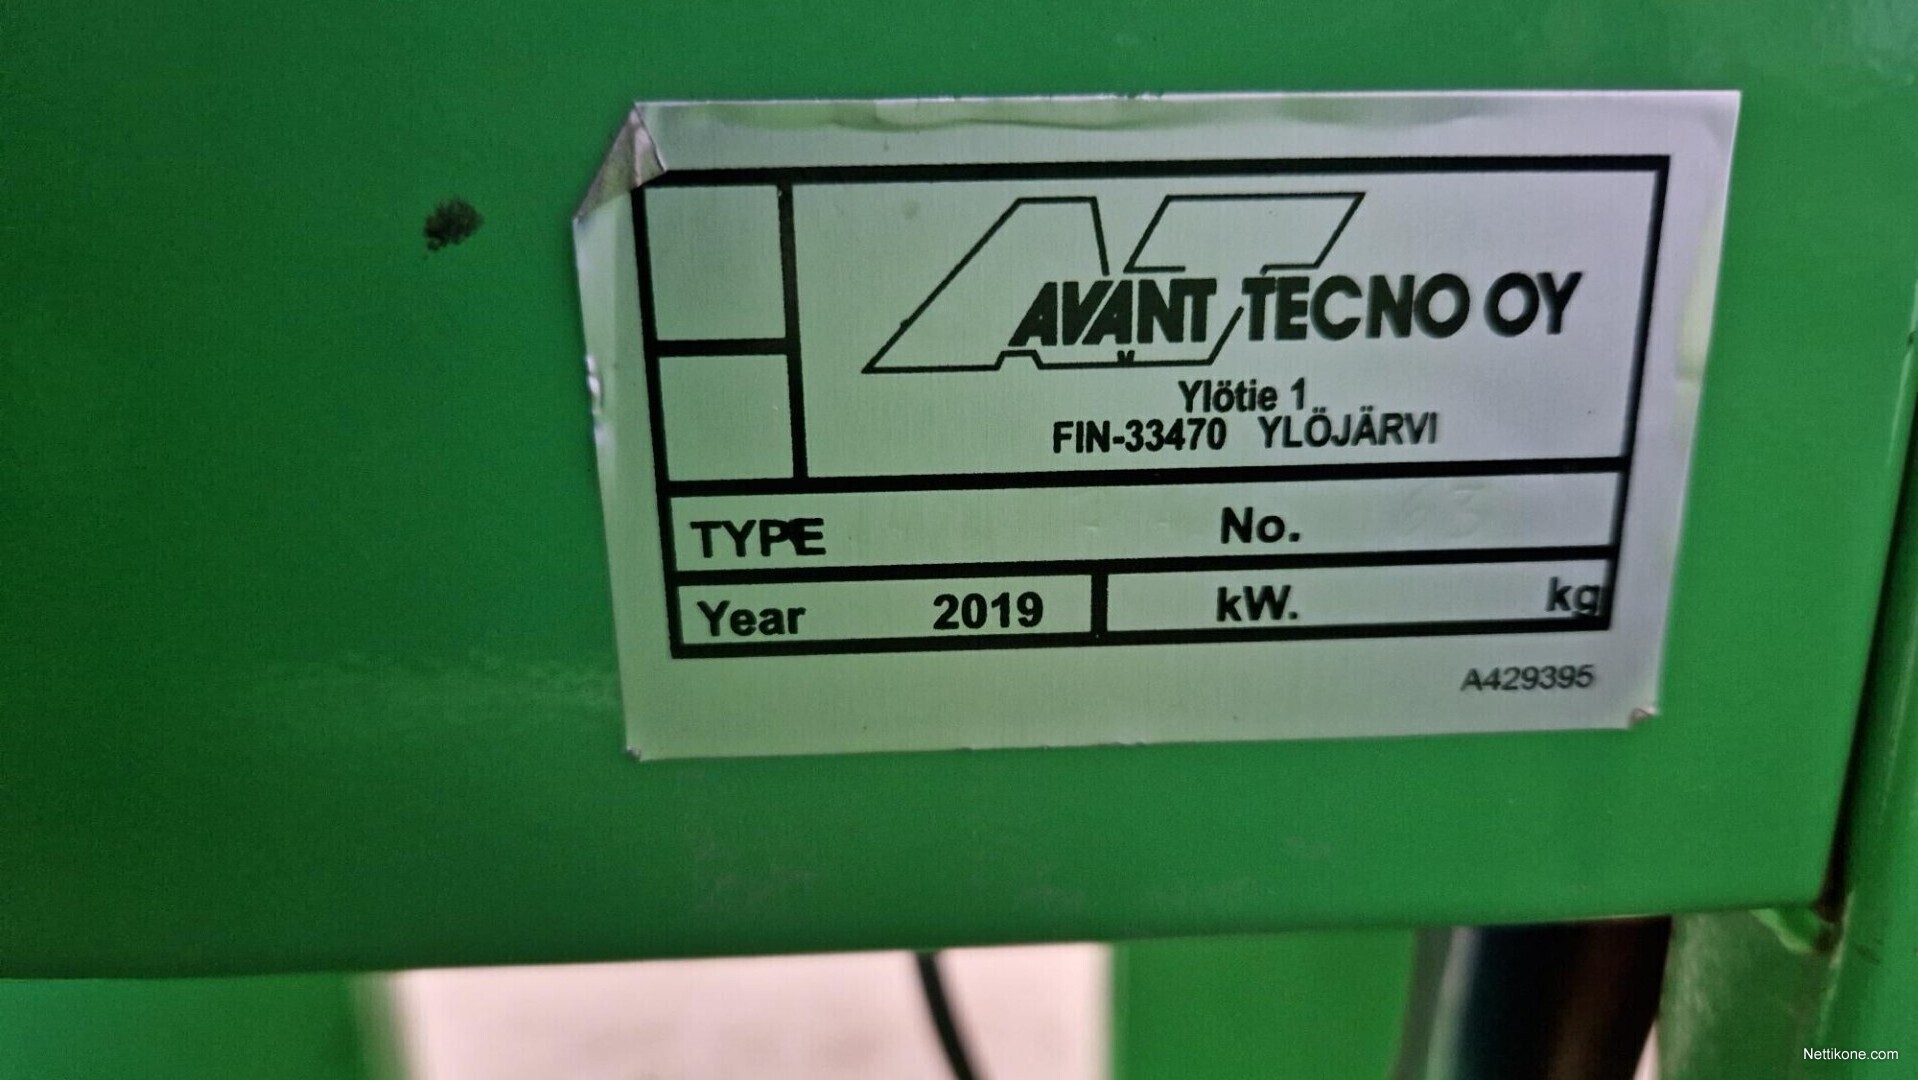 AVANT TECNO OY
Ylötie 1
FIN-33470 YLÖJÄRVI
TYPE No.
Year 2019 kW. kg
A429395
Nettikone.com